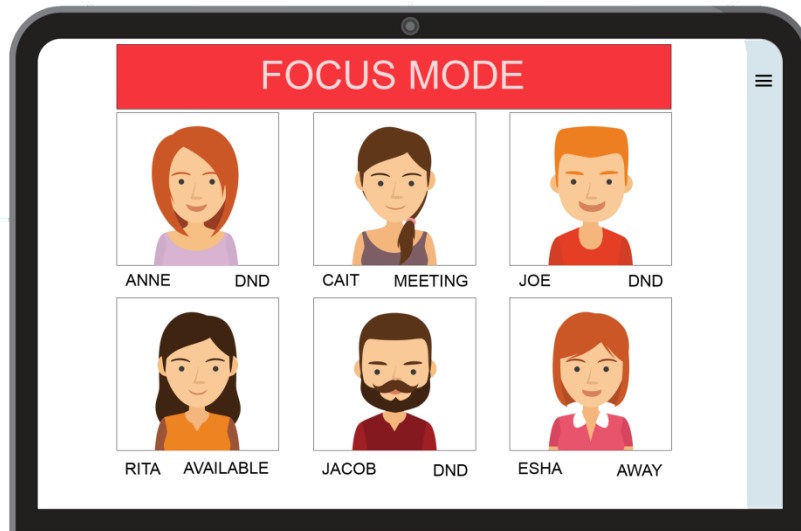 FOCUS MODE
ANNE DND CAIT MEETING JOE DND
RITA AVAILABLE JACOB DND ESHA AWAY